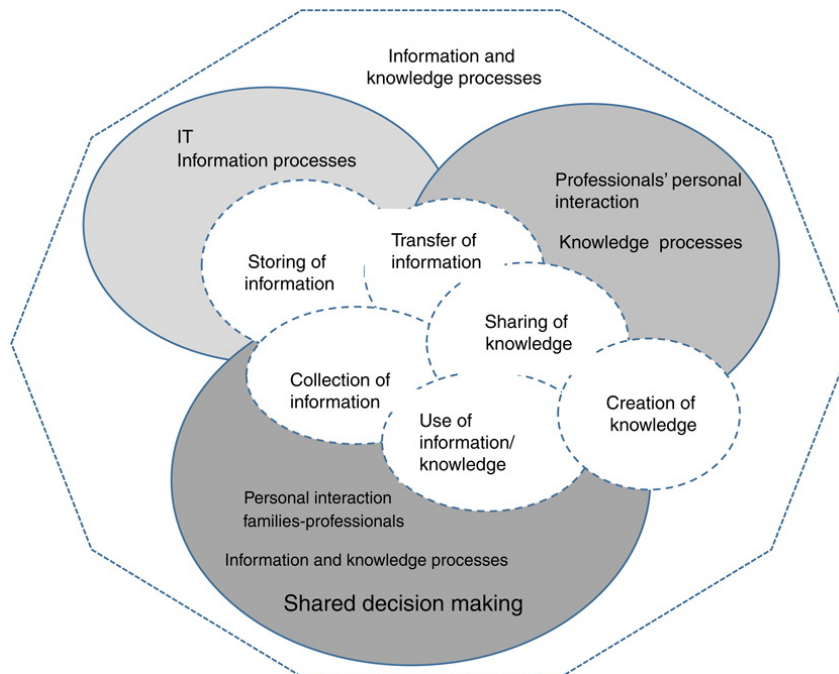 Information and
knowledge processes
IT
Information processes
Professionals’ personal
interaction
Knowledge processes
Transfer of
information
Storing of
information
Sharing of
knowledge
Collection of
information
Creation of
knowledge
Use of
information/
knowledge
Personal interaction
families-professionals
Information and knowledge processes
Shared decision making